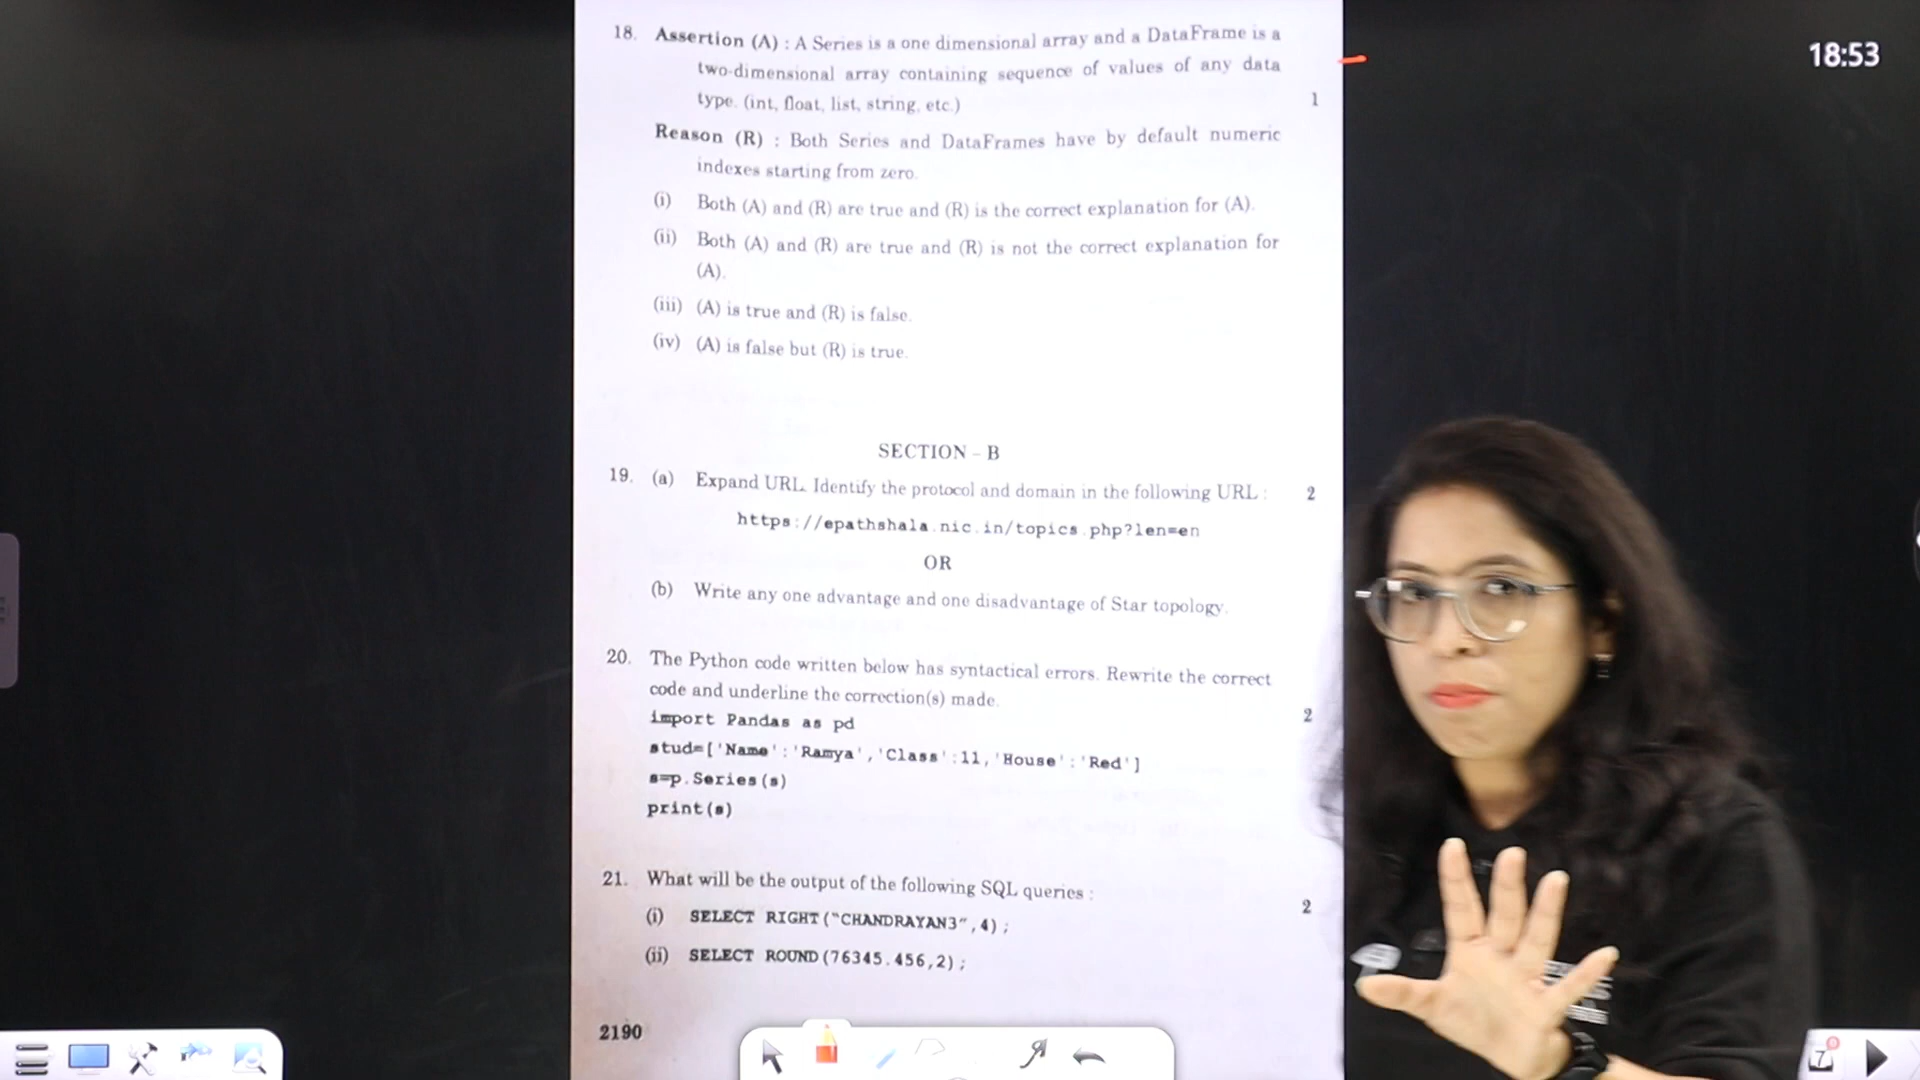 18:53
18. Assertion (A) : A Series is a one dimensional array and a DataFrame is a
two-dimensional array containing sequence of values of any data
type. (int, float, list, string, etc.) 1
Reason (R) : Both Series and DataFrames have by default numeric
indexes starting from zero.
(i) Both (A) and (R) are true and (R) is the correct explanation for (A).
(ii) Both (A) and (R) are true and (R) is not the correct explanation for
(A).
(iii) (A) is true and (R) is false.
(iv) (A) is false but (R) is true.
SECTION – B
19. (a) Expand URL. Identify the protocol and domain in the following URL : 2
https://epathshala.nic.in/topics.php?len=en
OR
(b) Write any one advantage and one disadvantage of Star topology.
20. The Python code written below has syntactical errors. Rewrite the correct
code and underline the correction(s) made. 2
import Pandas as pd
stud=['Name':'Ramya','Class':11,'House':'Red']
s=p.Series(s)
print(s)
21. What will be the output of the following SQL queries : 2
(i) SELECT RIGHT("CHANDRAYAN3",4);
(ii) SELECT ROUND(76345.456,2);
2190
7